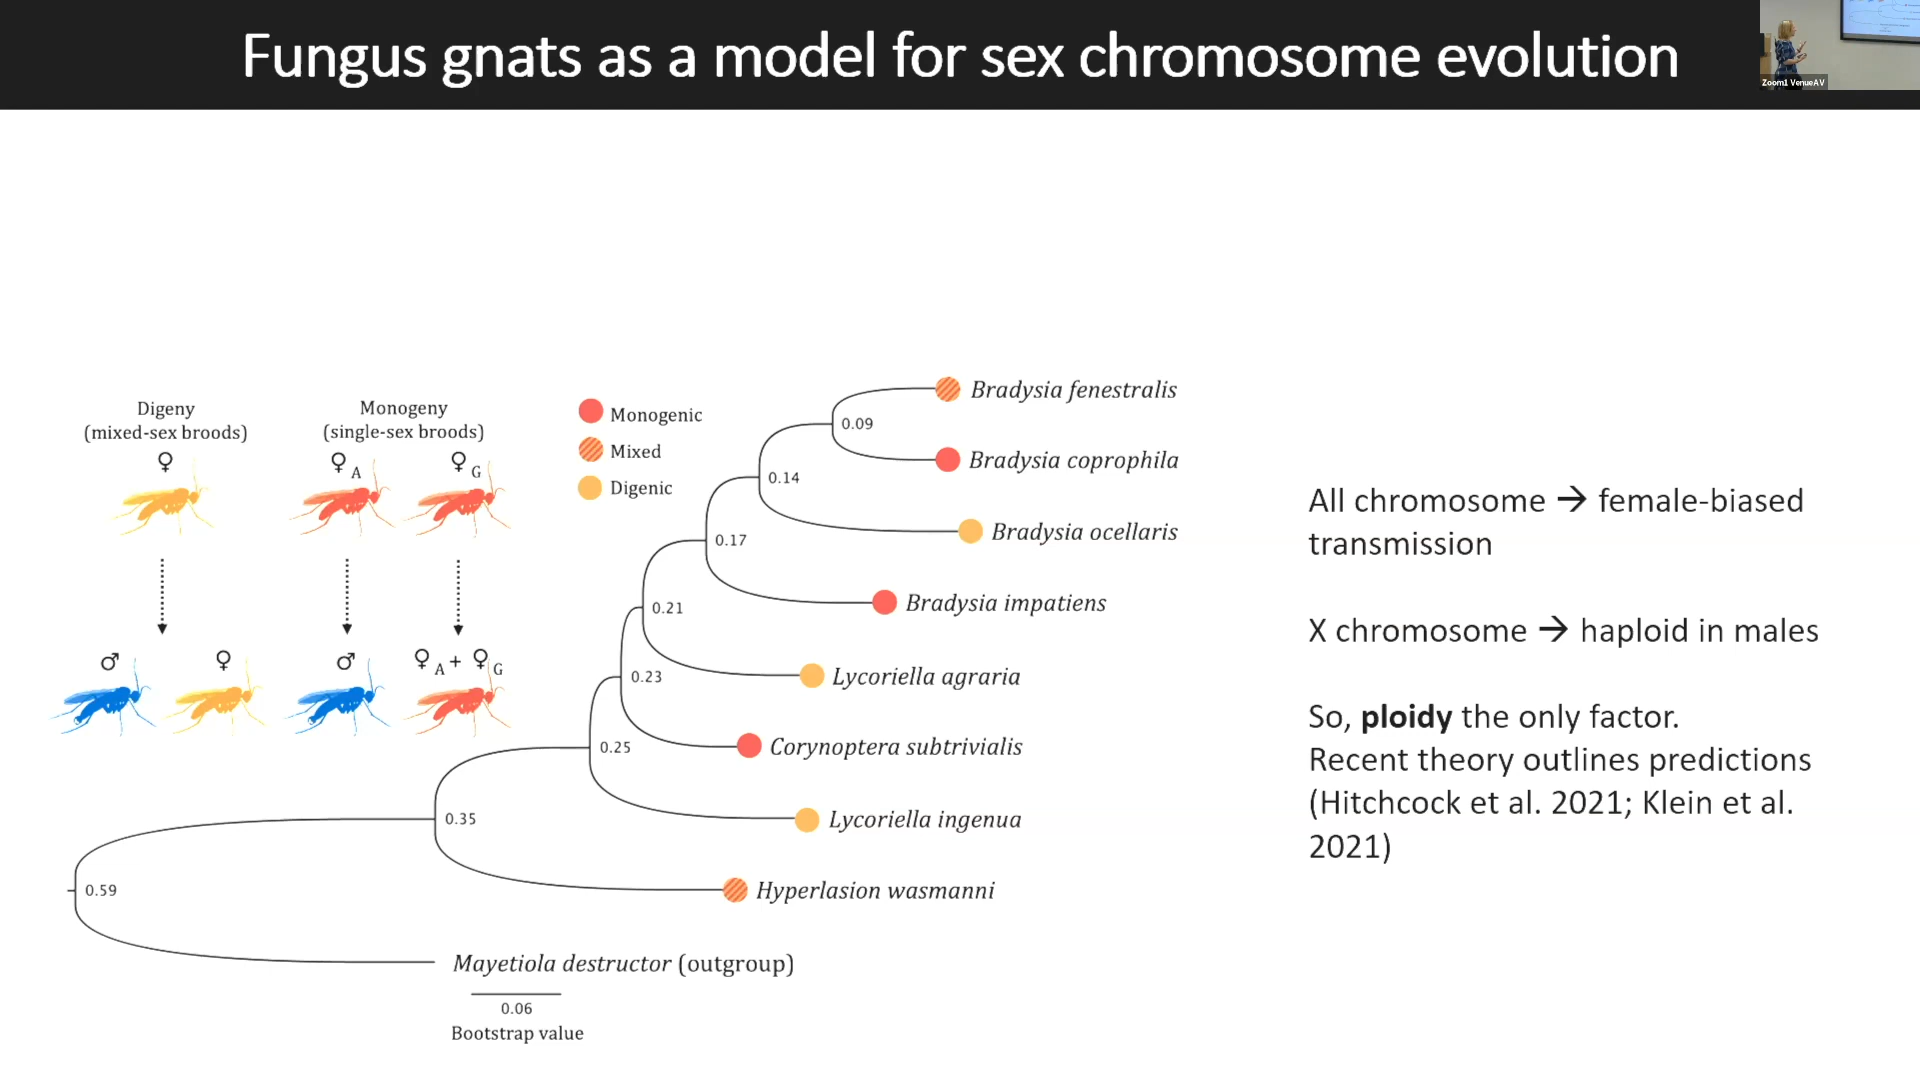 Fungus gnats as a model for sex chromosome evolution
Zoom1 VenueAV
Digeny
(mixed-sex broods)
♀
♂ ♀
Monogeny
(single-sex broods)
♀A ♀G
♂ ♀A + ♀G
Monogenic
Mixed
Digenic
Bradysia fenestralis
0.09
Bradysia coprophila
0.14
Bradysia ocellaris
0.17
Bradysia impatiens
0.21
Lycoriella agraria
0.23
Corynoptera subtrivialis
0.25
Lycoriella ingenua
0.35
Hyperlasion wasmanni
0.59
Mayetiola destructor (outgroup)
0.06
Bootstrap value
All chromosome → female-biased
transmission
X chromosome → haploid in males
So, ploidy the only factor.
Recent theory outlines predictions
(Hitchcock et al. 2021; Klein et al.
2021)